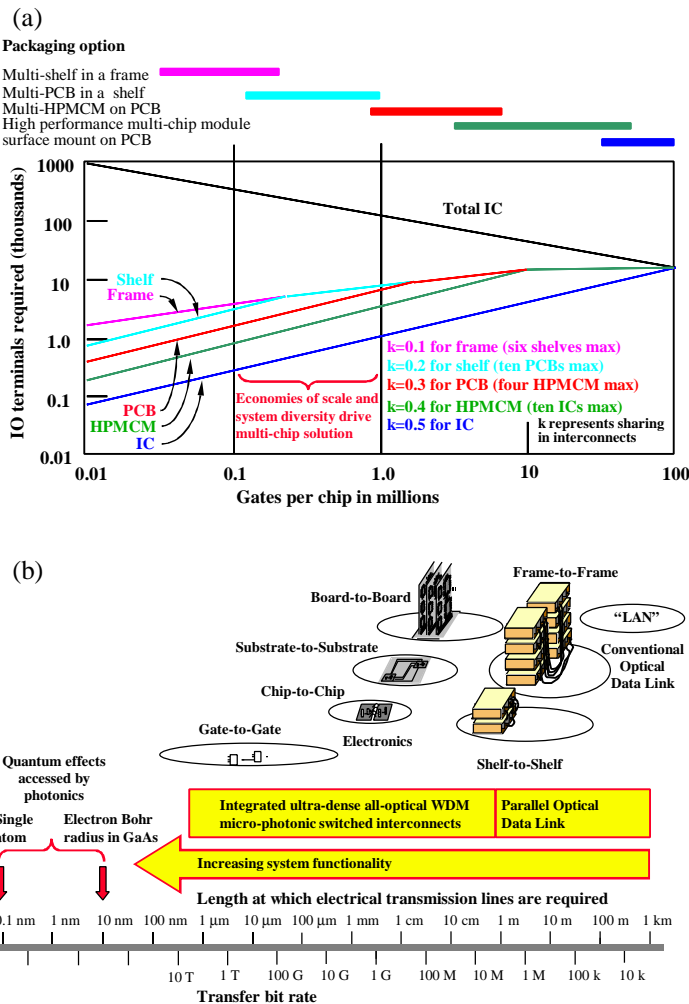 (a)
Packaging option
Multi-shelf in a frame
Multi-PCB in a shelf
Multi-HPMCM on PCB
High performance multi-chip module
surface mount on PCB
IO terminals required (thousands)
1000
100
10
1.0
0.1
0.01
Total IC
Shelf
Frame
PCB
HPMCM
IC
Economies of scale and
system diversity drive
multi-chip solution
k=0.1 for frame (six shelves max)
k=0.2 for shelf (ten PCBs max)
k=0.3 for PCB (four HPMCM max)
k=0.4 for HPMCM (ten ICs max)
k=0.5 for IC
k represents sharing
in interconnects
0.01 0.1 1.0 10 100
Gates per chip in millions
(b)
Frame-to-Frame
Board-to-Board
“LAN”
Substrate-to-Substrate
Conventional
Optical
Data Link
Chip-to-Chip
Gate-to-Gate
Electronics
Shelf-to-Shelf
Quantum effects
accessed by
photonics
Single
atom
Electron Bohr
radius in GaAs
Integrated ultra-dense all-optical WDM
micro-photonic switched interconnects
Parallel Optical
Data Link
Increasing system functionality
Length at which electrical transmission lines are required
0.1 nm 1 nm 10 nm 100 nm 1 μm 10 μm 100 μm 1 mm 1 cm 10 cm 1 m 10 m 100 m 1 km
10 T 1 T 100 G 10 G 1 G 100 M 10 M 1 M 100 k 10 k
Transfer bit rate